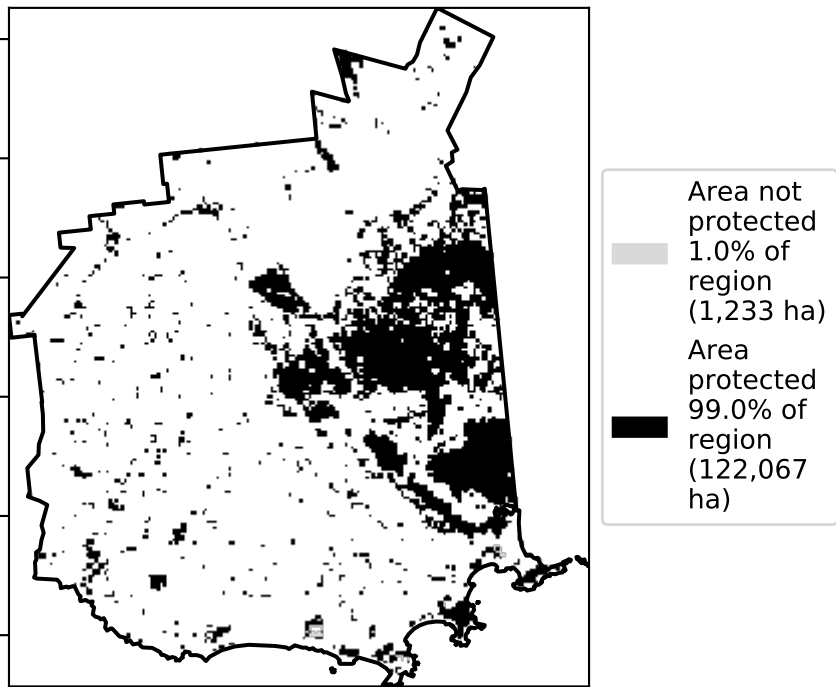 Area not
protected
1.0% of
region
(1,233 ha)
Area
protected
99.0% of
region
(122,067
ha)